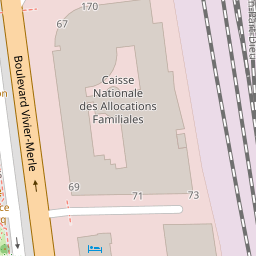 170
67
Caisse
Nationale
des Allocations
Familiales
Boulevard Vivier-Merle
69
71
73